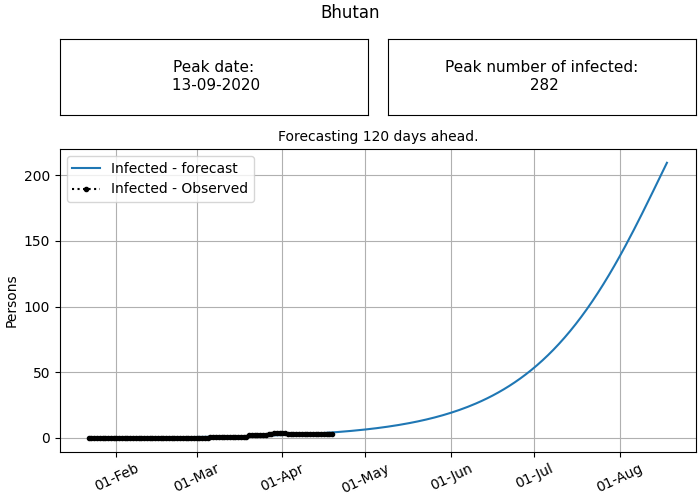 Bhutan
Peak date:
13-09-2020
Peak number of infected:
282
Forecasting 120 days ahead.
Infected - forecast
Infected - Observed
Persons
200
150
100
50
0
01-Feb
01-Mar
01-Apr
01-May
01-Jun
01-Jul
01-Aug